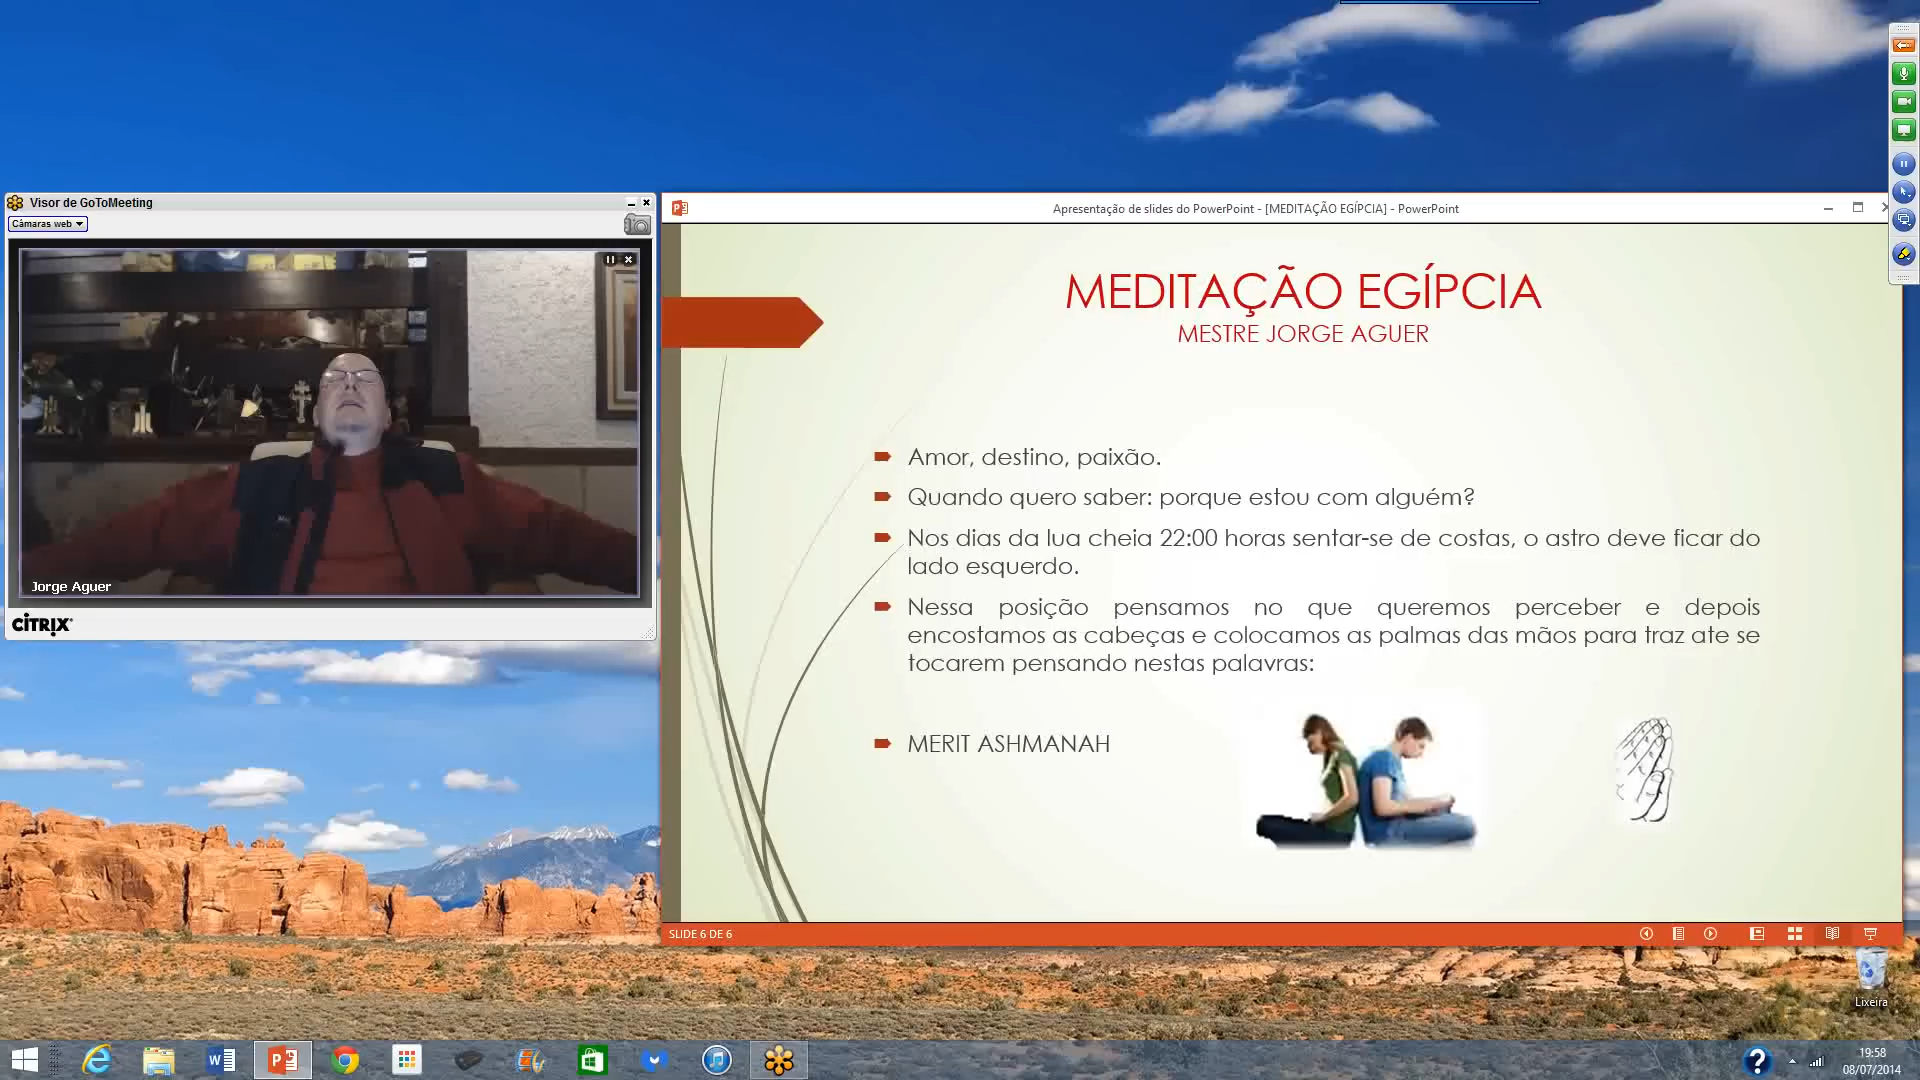 Visor de GoToMeeting
Câmaras web
Jorge Aguer
CITRIX
Apresentação de slides do PowerPoint - [MEDITAÇÃO EGÍPCIA] - PowerPoint
MEDITAÇÃO EGÍPCIA
MESTRE JORGE AGUER
Amor, destino, paixão.
Quando quero saber: porque estou com alguém?
Nos dias da lua cheia 22:00 horas sentar-se de costas, o astro deve ficar do
lado esquerdo.
Nessa posição pensamos no que queremos perceber e depois
encostamos as cabeças e colocamos as palmas das mãos para traz ate se
tocarem pensando nestas palavras:
MERIT ASHMANAH
SLIDE 6 DE 6
Lixeira
19:58
08/07/2014